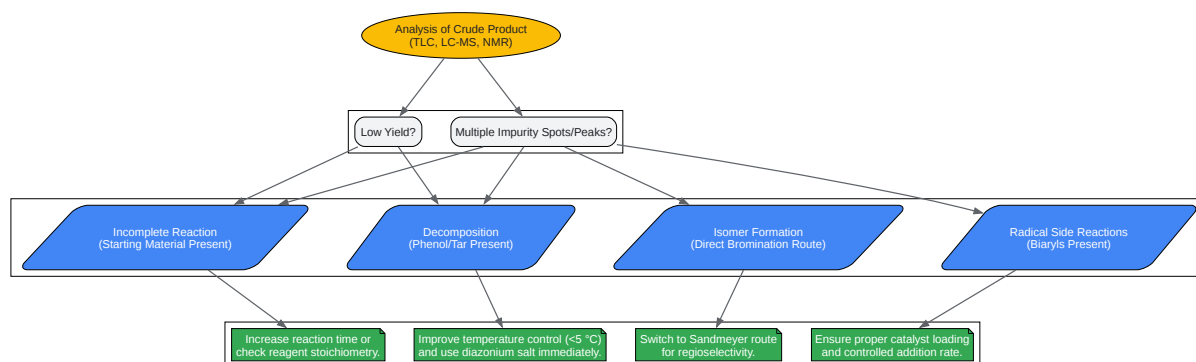 Analysis of Crude Product
(TLC, LC-MS, NMR)
Low Yield?
Multiple Impurity Spots/Peaks?
Incomplete Reaction
(Starting Material Present)
Decomposition
(Phenol/Tar Present)
Isomer Formation
(Direct Bromination Route)
Radical Side Reactions
(Biaryls Present)
Increase reaction time or
check reagent stoichiometry.
Improve temperature control (<5 °C)
and use diazonium salt immediately.
Switch to Sandmeyer route
for regioselectivity.
Ensure proper catalyst loading
and controlled addition rate.